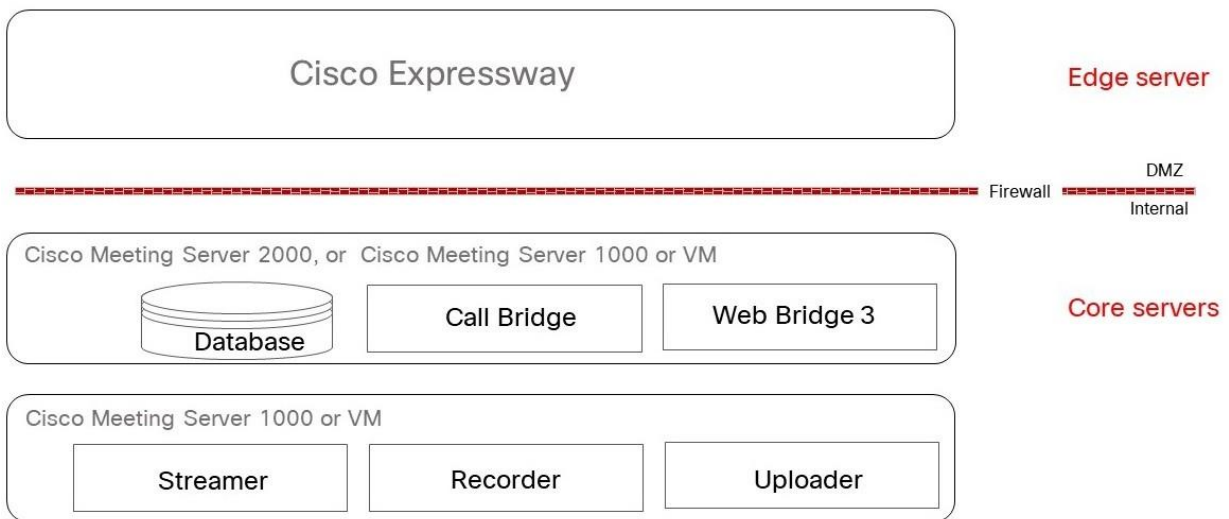 Cisco Expressway
Edge server
DMZ
Firewall
Internal
Cisco Meeting Server 2000, or Cisco Meeting Server 1000 or VM
Database
Call Bridge
Web Bridge 3
Core servers
Cisco Meeting Server 1000 or VM
Streamer
Recorder
Uploader